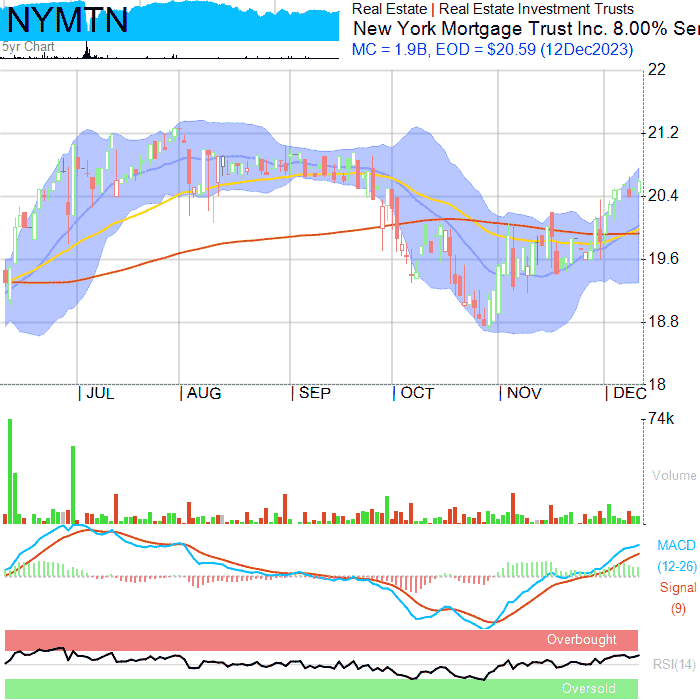 NYMTN
5yr Chart
Real Estate | Real Estate Investment Trusts
New York Mortgage Trust Inc. 8.00% Ser
MC = 1.9B, EOD = $20.59 (12Dec2023)
22
21.2
20.4
19.6
18.8
18
JUL AUG SEP OCT NOV DEC
74k
Volume
MACD
(12-26)
Signal
(9)
Overbought
RSI(14)
Oversold